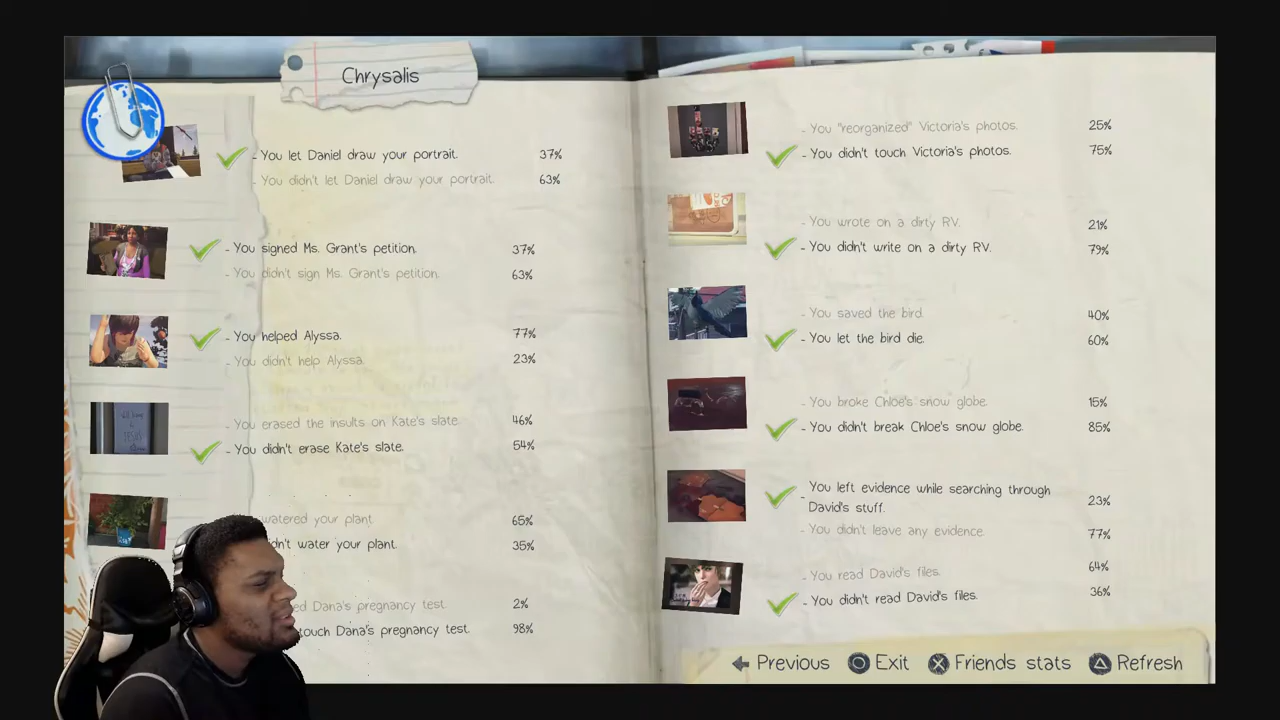 Chrysalis
- You let Daniel draw your portrait. 37%
- You didn't let Daniel draw your portrait. 63%
- You signed Ms. Grant's petition. 37%
- You didn't sign Ms. Grant's petition. 63%
- You helped Alyssa. 77%
- You didn't help Alyssa. 23%
- You erased the insults on Kate's slate. 46%
- You didn't erase Kate's slate. 54%
watered your plant. 65%
water your plant. 35%
Dana's pregnancy test. 2%
touch Dana's pregnancy test. 98%
- You "reorganized" Victoria's photos. 25%
- You didn't touch Victoria's photos. 75%
- You wrote on a dirty RV. 21%
- You didn't write on a dirty RV. 79%
- You saved the bird. 40%
- You let the bird die. 60%
- You broke Chloe's snow globe. 15%
- You didn't break Chloe's snow globe. 85%
- You left evidence while searching through
David's stuff. 23%
- You didn't leave any evidence. 77%
- You read David's files. 64%
- You didn't read David's files. 36%
Previous Exit Friends stats Refresh